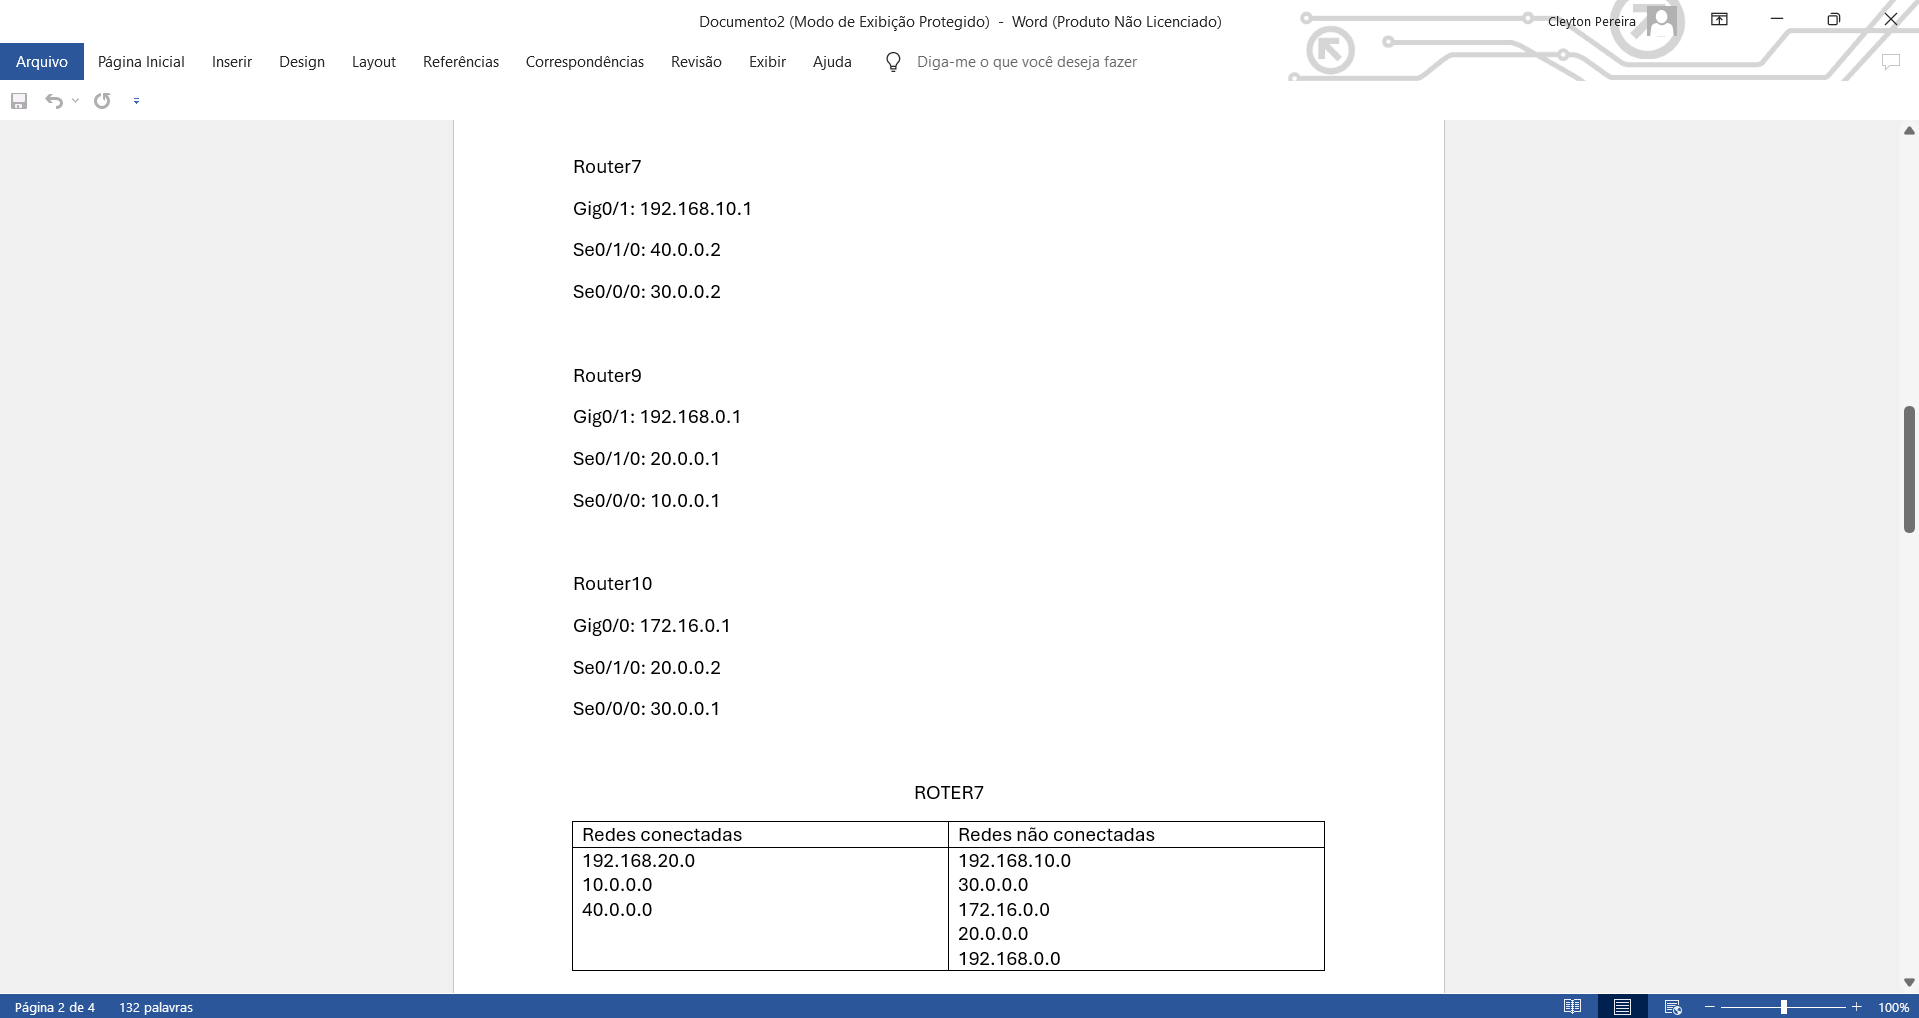 Documento2 (Modo de Exibição Protegido) - Word (Produto Não Licenciado)
Cleyton Pereira
Arquivo Página Inicial Inserir Design Layout Referências Correspondências Revisão Exibir Ajuda Diga-me o que você deseja fazer
Router7
Gig0/1: 192.168.10.1
Se0/1/0: 40.0.0.2
Se0/0/0: 30.0.0.2
Router9
Gig0/1: 192.168.0.1
Se0/1/0: 20.0.0.1
Se0/0/0: 10.0.0.1
Router10
Gig0/0: 172.16.0.1
Se0/1/0: 20.0.0.2
Se0/0/0: 30.0.0.1
ROTER7
Redes conectadas Redes não conectadas
192.168.20.0 192.168.10.0
10.0.0.0 30.0.0.0
40.0.0.0 172.16.0.0
20.0.0.0
192.168.0.0
Página 2 de 4 132 palavras 100%